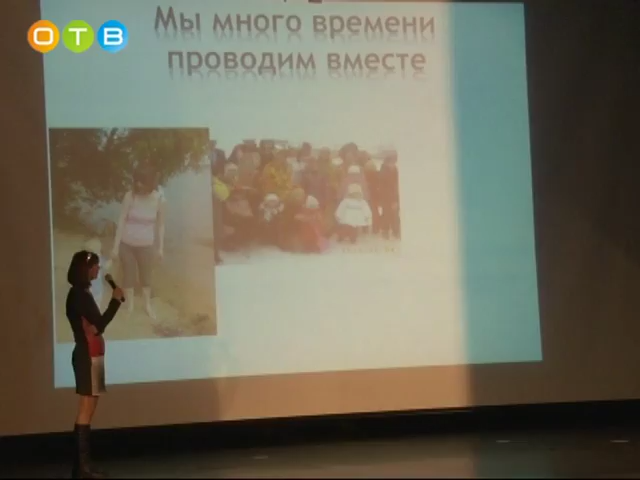 ОТВ
Мы много времени
проводим вместе